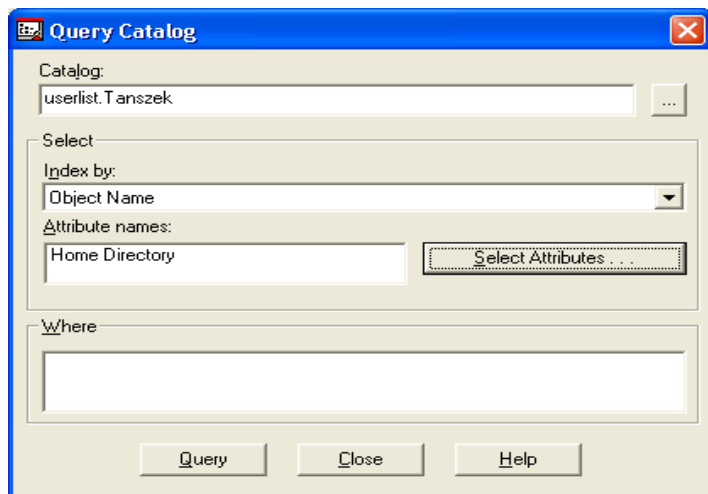 Query Catalog
Catalog:
userlist.Tanszek
...
Select
Index by:
Object Name
Attribute names:
Home Directory
Select Attributes . . .
Where
Query Close Help